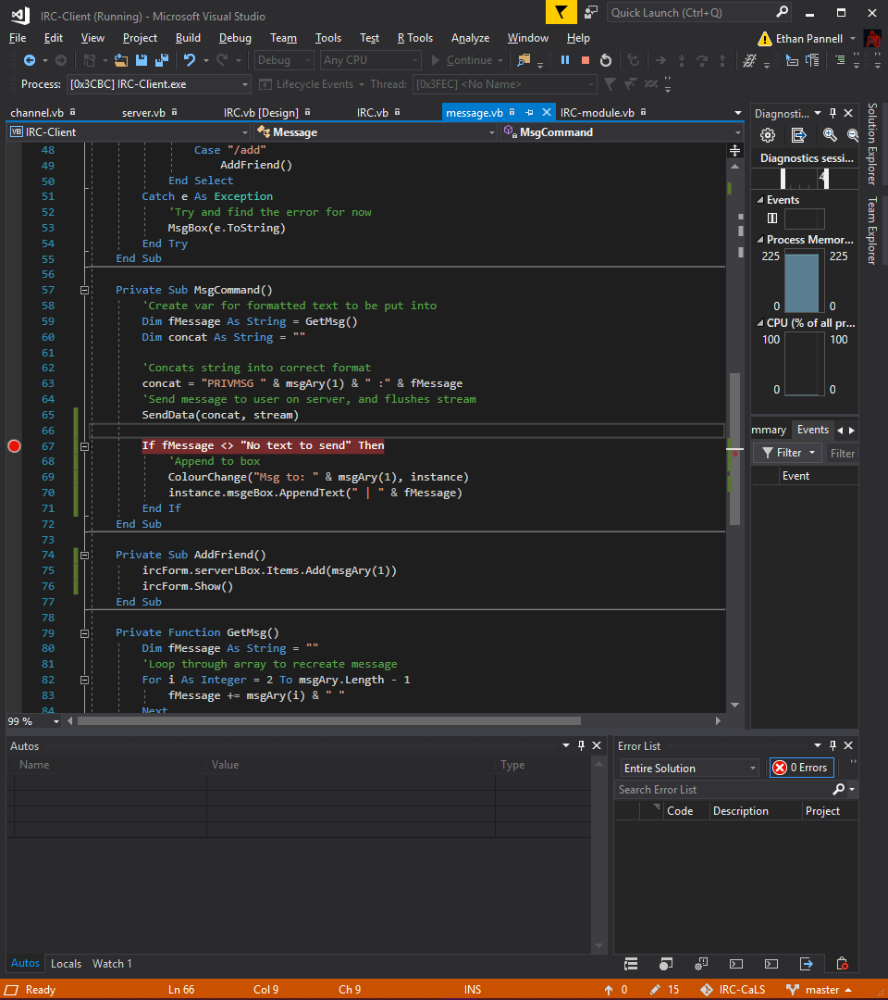 IRC-Client (Running) - Microsoft Visual Studio
Quick Launch (Ctrl+Q)
File Edit View Project Build Debug Team Tools Test R Tools Analyze Window Help
Ethan Pannell
Debug Any CPU Continue
Process: [0x3CBC] IRC-Client.exe Lifecycle Events Thread: [0x3FEC] <No Name>
channel.vb server.vb IRC.vb [Design] IRC.vb message.vb IRC-module.vb
VB IRC-Client Message MsgCommand
48 Case "/add"
49 AddFriend()
50 End Select
51 Catch e As Exception
52 'Try and find the error for now
53 MsgBox(e.ToString)
54 End Try
55 End Sub
56
57 Private Sub MsgCommand()
58 'Create var for formatted text to be put into
59 Dim fMessage As String = GetMsg()
60 Dim concat As String = ""
61
62 'Concats string into correct format
63 concat = "PRIVMSG " & msgAry(1) & " :" & fMessage
64 'Send message to user on server, and flushes stream
65 SendData(concat, stream)
66
67 If fMessage <> "No text to send" Then
68 'Append to box
69 ColourChange("Msg to: " & msgAry(1), instance)
70 instance.msgeBox.AppendText(" | " & fMessage)
71 End If
72 End Sub
73
74 Private Sub AddFriend()
75 ircForm.serverLBox.Items.Add(msgAry(1))
76 ircForm.Show()
77 End Sub
78
79 Private Function GetMsg()
80 Dim fMessage As String = ""
81 'Loop through array to recreate message
82 For i As Integer = 2 To msgAry.Length - 1
83 fMessage += msgAry(i) & " "
84 Next
99 %
Diagnosti...
Diagnostics sessi...
4
Events
Process Memor...
225 225
0 0
CPU (% of all pr...
100 100
0 0
mmary Events
Filter Filter
Event
Solution Explorer
Team Explorer
Autos
Name Value Type
Autos Locals Watch 1
Error List
Entire Solution 0 Errors
Search Error List
Code Description Project
Ready Ln 66 Col 9 Ch 9 INS 0 15 IRC-CaLS master